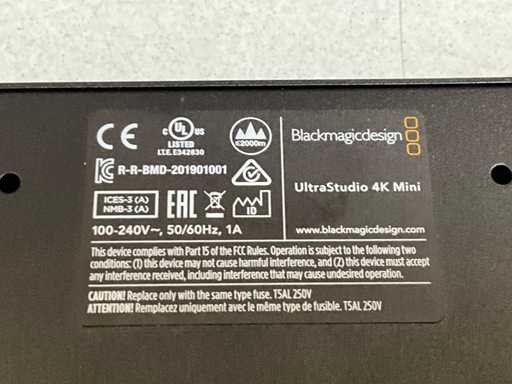 CE
C UL US
LISTED
I.T.E. E342630
≤2000m
Blackmagicdesign
R-R-BMD-201901001
UltraStudio 4K Mini
ICES-3 (A)
NMB-3 (A)
EAC
ID
100-240V~, 50/60Hz, 1A
www.blackmagicdesign.com
This device complies with Part 15 of the FCC Rules. Operation is subject to the following two
conditions: (1) this device may not cause harmful interference, and (2) this device must accept
any interference received, including interference that may cause undesired operation.
CAUTION! Replace only with the same type fuse. T5AL 250V
ATTENTION! Remplacez uniquement avec le même type de fusible. T5AL 250V